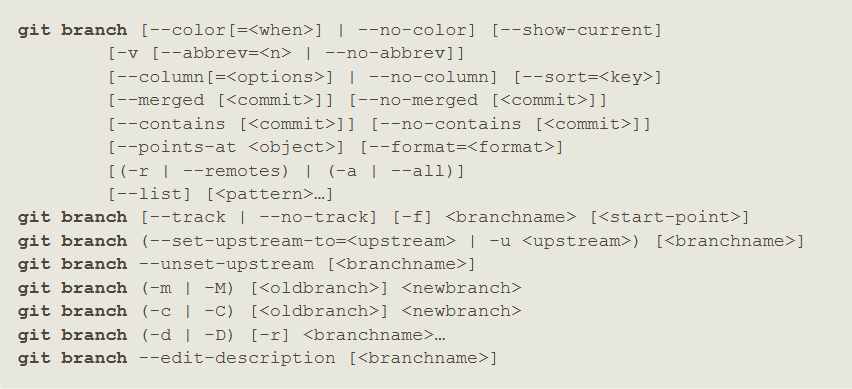 git branch [--color[=<when>] | --no-color] [--show-current]
[-v [--abbrev=<n> | --no-abbrev]]
[--column[=<options>] | --no-column] [--sort=<key>]
[--merged [<commit>]] [--no-merged [<commit>]]
[--contains [<commit>]] [--no-contains [<commit>]]
[--points-at <object>] [--format=<format>]
[(-r | --remotes) | (-a | --all)]
[--list] [<pattern>…]
git branch [--track | --no-track] [-f] <branchname> [<start-point>]
git branch (--set-upstream-to=<upstream> | -u <upstream>) [<branchname>]
git branch --unset-upstream [<branchname>]
git branch (-m | -M) [<oldbranch>] <newbranch>
git branch (-c | -C) [<oldbranch>] <newbranch>
git branch (-d | -D) [-r] <branchname>…
git branch --edit-description [<branchname>]